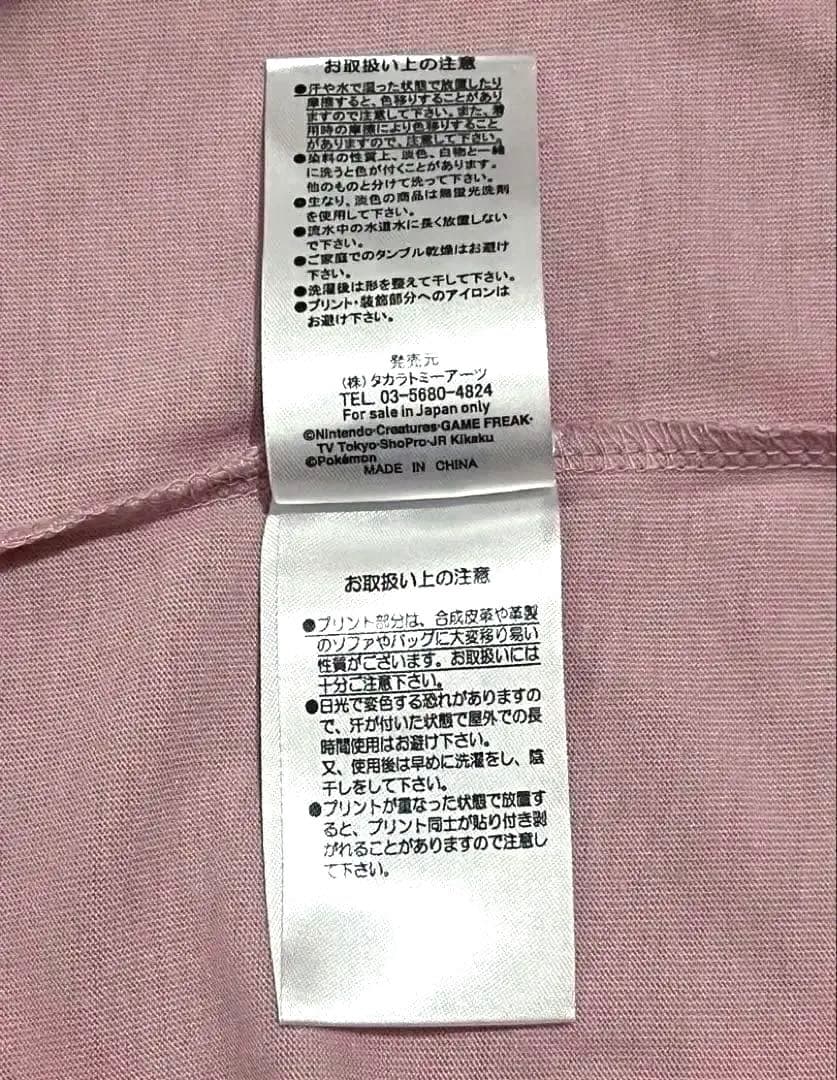 お取扱い上の注意
●汗や水で湿った状態で放置したり
摩擦すると、色移りすることがあり
ますので注意して下さい。また、着
用時の摩擦により色移りすること
がありますので、注意して下さい。
●染料の性質上、淡色、白物と一緒
に洗うと色が付くことがあります。
他のものと分けて洗って下さい。
●生なり、淡色の商品は無蛍光洗剤
を使用して下さい。
●流水中の水道水に長く放置しない
で下さい。
●ご家庭でのタンブル乾燥はお避け
下さい。
●洗濯後は形を整えて干して下さい。
●プリント・装飾部分へのアイロンは
お避け下さい。
発売元
(株)タカラトミーアーツ
TEL. 03-5680-4824
For sale in Japan only
©Nintendo・Creatures・GAME FREAK・
TV Tokyo・ShoPro・JR Kikaku
©Pokémon
MADE IN CHINA
お取扱い上の注意
●プリント部分は、合成皮革や革製
のソファやバッグに大変移り易い
性質がございます。お取扱いには
十分ご注意下さい。
●日光で変色する恐れがありますの
で、汗が付いた状態で屋外での長
時間使用はお避け下さい。
又、使用後は早めに洗濯をし、陰
干しをして下さい。
●プリントが重なった状態で放置す
ると、プリント同士が貼り付き剥
がれることがありますので注意し
て下さい。